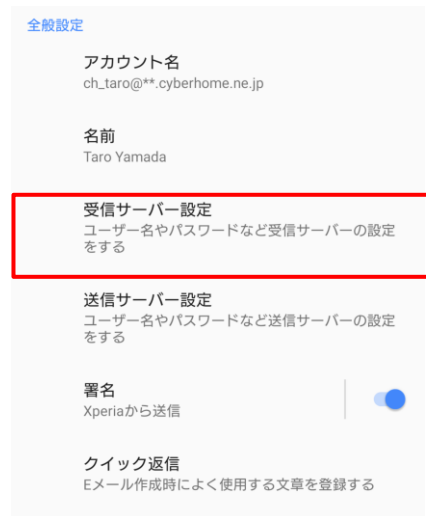 全般設定
アカウント名
ch_taro@**.cyberhome.ne.jp
名前
Taro Yamada
受信サーバー設定
ユーザー名やパスワードなど受信サーバーの設定
をする
送信サーバー設定
ユーザー名やパスワードなど送信サーバーの設定
をする
署名
Xperiaから送信
クイック返信
Eメール作成時によく使用する文章を登録する